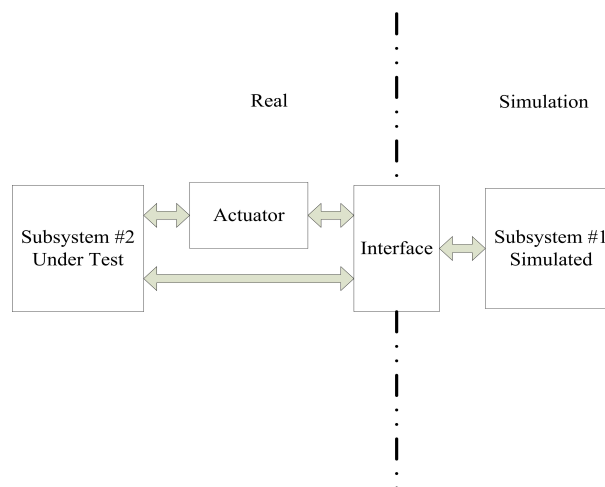 Real
Simulation
Subsystem #2
Under Test
Actuator
Interface
Subsystem #1
Simulated